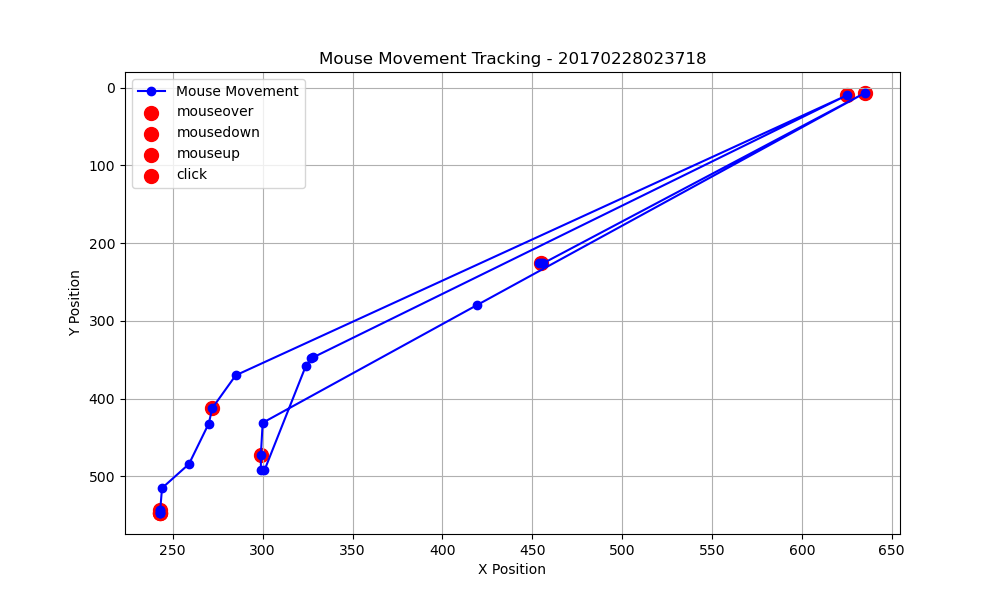 Mouse Movement Tracking - 20170228023718
Mouse Movement
mouseover
mousedown
mouseup
click
0
100
200
300
400
500
Y Position
250 300 350 400 450 500 550 600 650
X Position